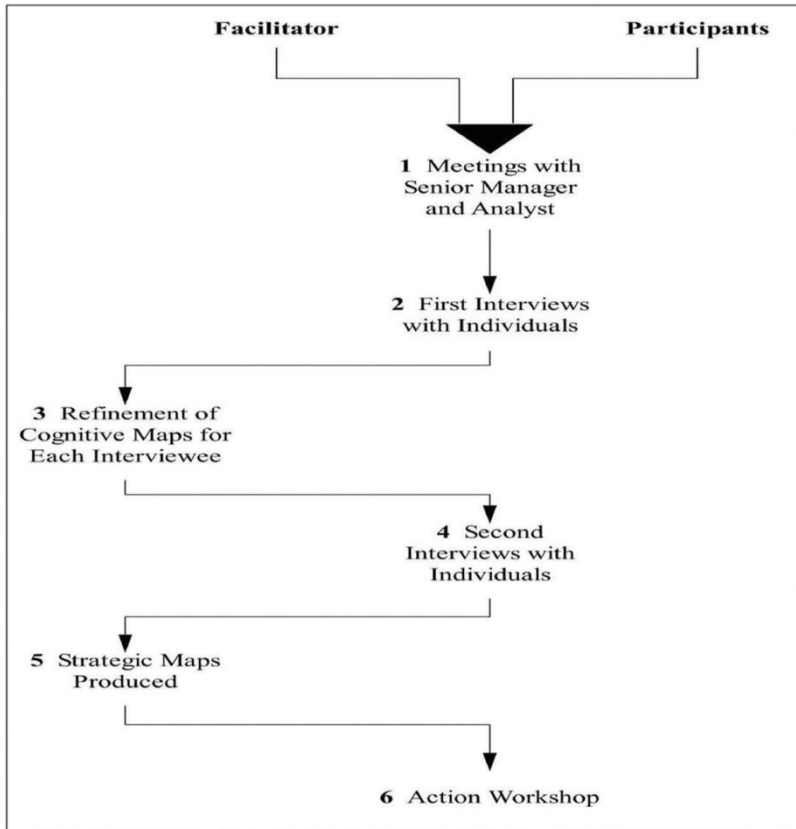 Facilitator
Participants
1 Meetings with
Senior Manager
and Analyst
2 First Interviews
with Individuals
3 Refinement of
Cognitive Maps for
Each Interviewee
4 Second
Interviews with
Individuals
5 Strategic Maps
Produced
6 Action Workshop